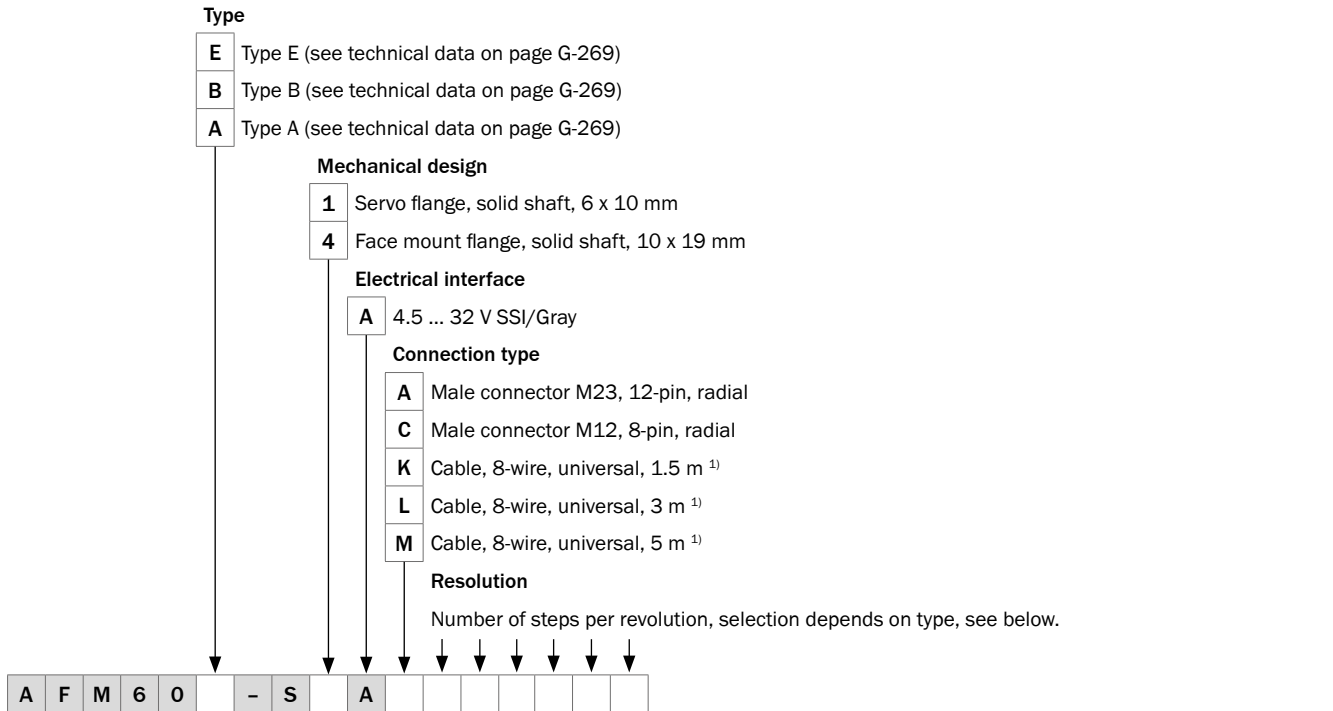 Type
E Type E (see technical data on page G-269)
B Type B (see technical data on page G-269)
A Type A (see technical data on page G-269)
Mechanical design
1 Servo flange, solid shaft, 6 x 10 mm
4 Face mount flange, solid shaft, 10 x 19 mm
Electrical interface
A 4.5 ... 32 V SSI/Gray
Connection type
A Male connector M23, 12-pin, radial
C Male connector M12, 8-pin, radial
K Cable, 8-wire, universal, 1.5 m 1)
L Cable, 8-wire, universal, 3 m 1)
M Cable, 8-wire, universal, 5 m 1)
Resolution
Number of steps per revolution, selection depends on type, see below.
A F M 6 0 – S A